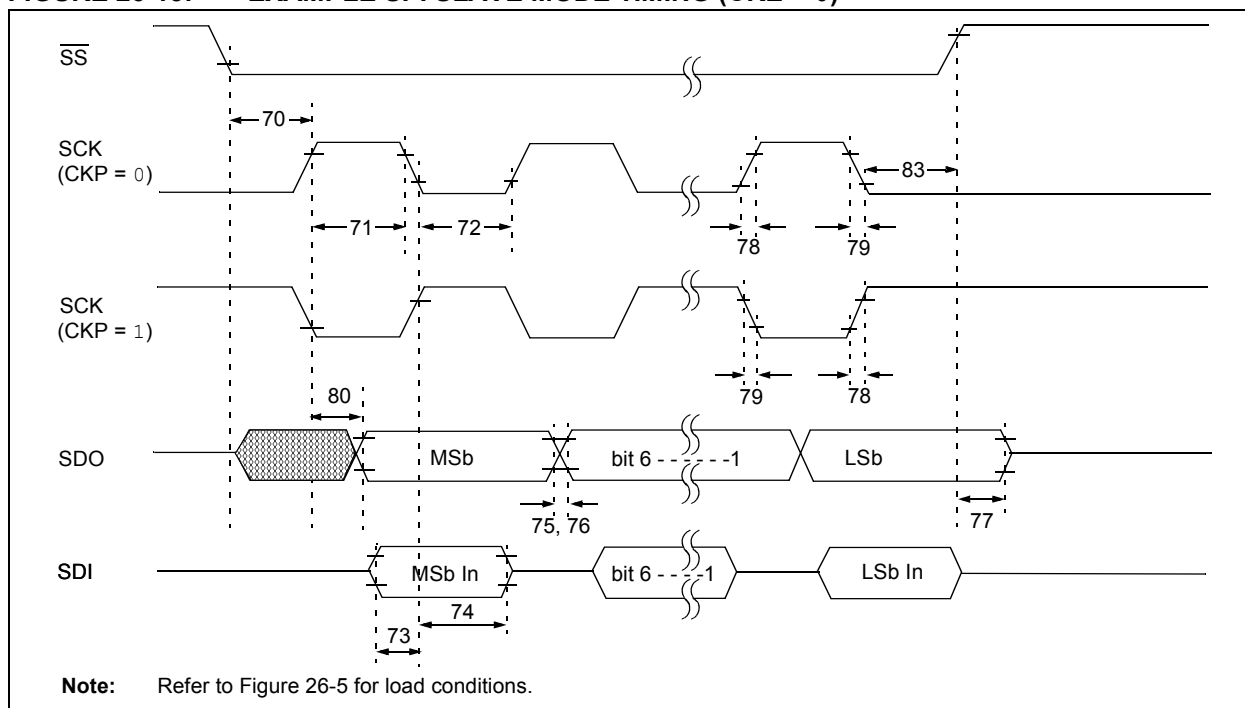 SS
70
SCK
(CKP = 0)
83
71
72
78
79
SCK
(CKP = 1)
80
79
78
SDO
MSb
bit 6 - - - - - - -1
LSb
75, 76
77
SDI
MSb In
bit 6 - - - - -1
LSb In
74
73
Note: Refer to Figure 26-5 for load conditions.